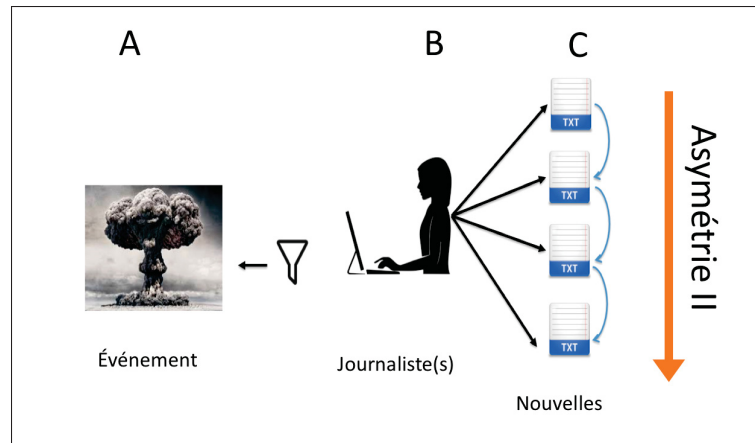 A
B
C
TXT
TXT
TXT
TXT
Asymétrie II
Événement
Journaliste(s)
Nouvelles